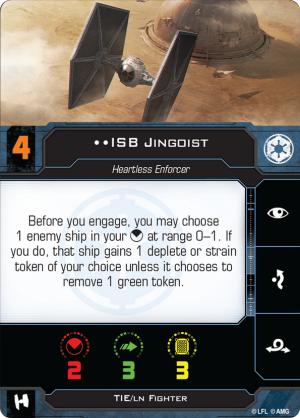 4
••ISB Jingoist
Heartless Enforcer
Before you engage, you may choose
1 enemy ship in your at range 0–1. If
you do, that ship gains 1 deplete or strain
token of your choice unless it chooses to
remove 1 green token.
2 3 3
TIE/ln Fighter
© LFL © AMG